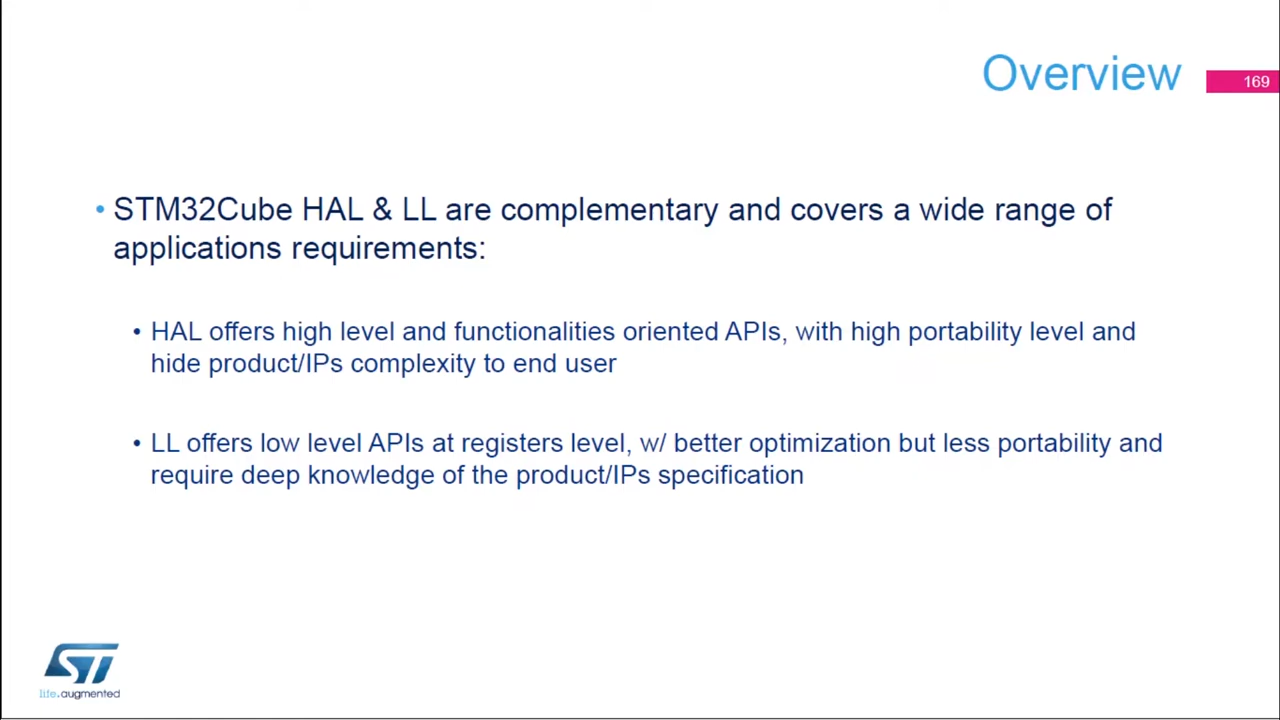 Overview
169
• STM32Cube HAL & LL are complementary and covers a wide range of
applications requirements:
• HAL offers high level and functionalities oriented APIs, with high portability level and
hide product/IPs complexity to end user
• LL offers low level APIs at registers level, w/ better optimization but less portability and
require deep knowledge of the product/IPs specification
ST
life.augmented